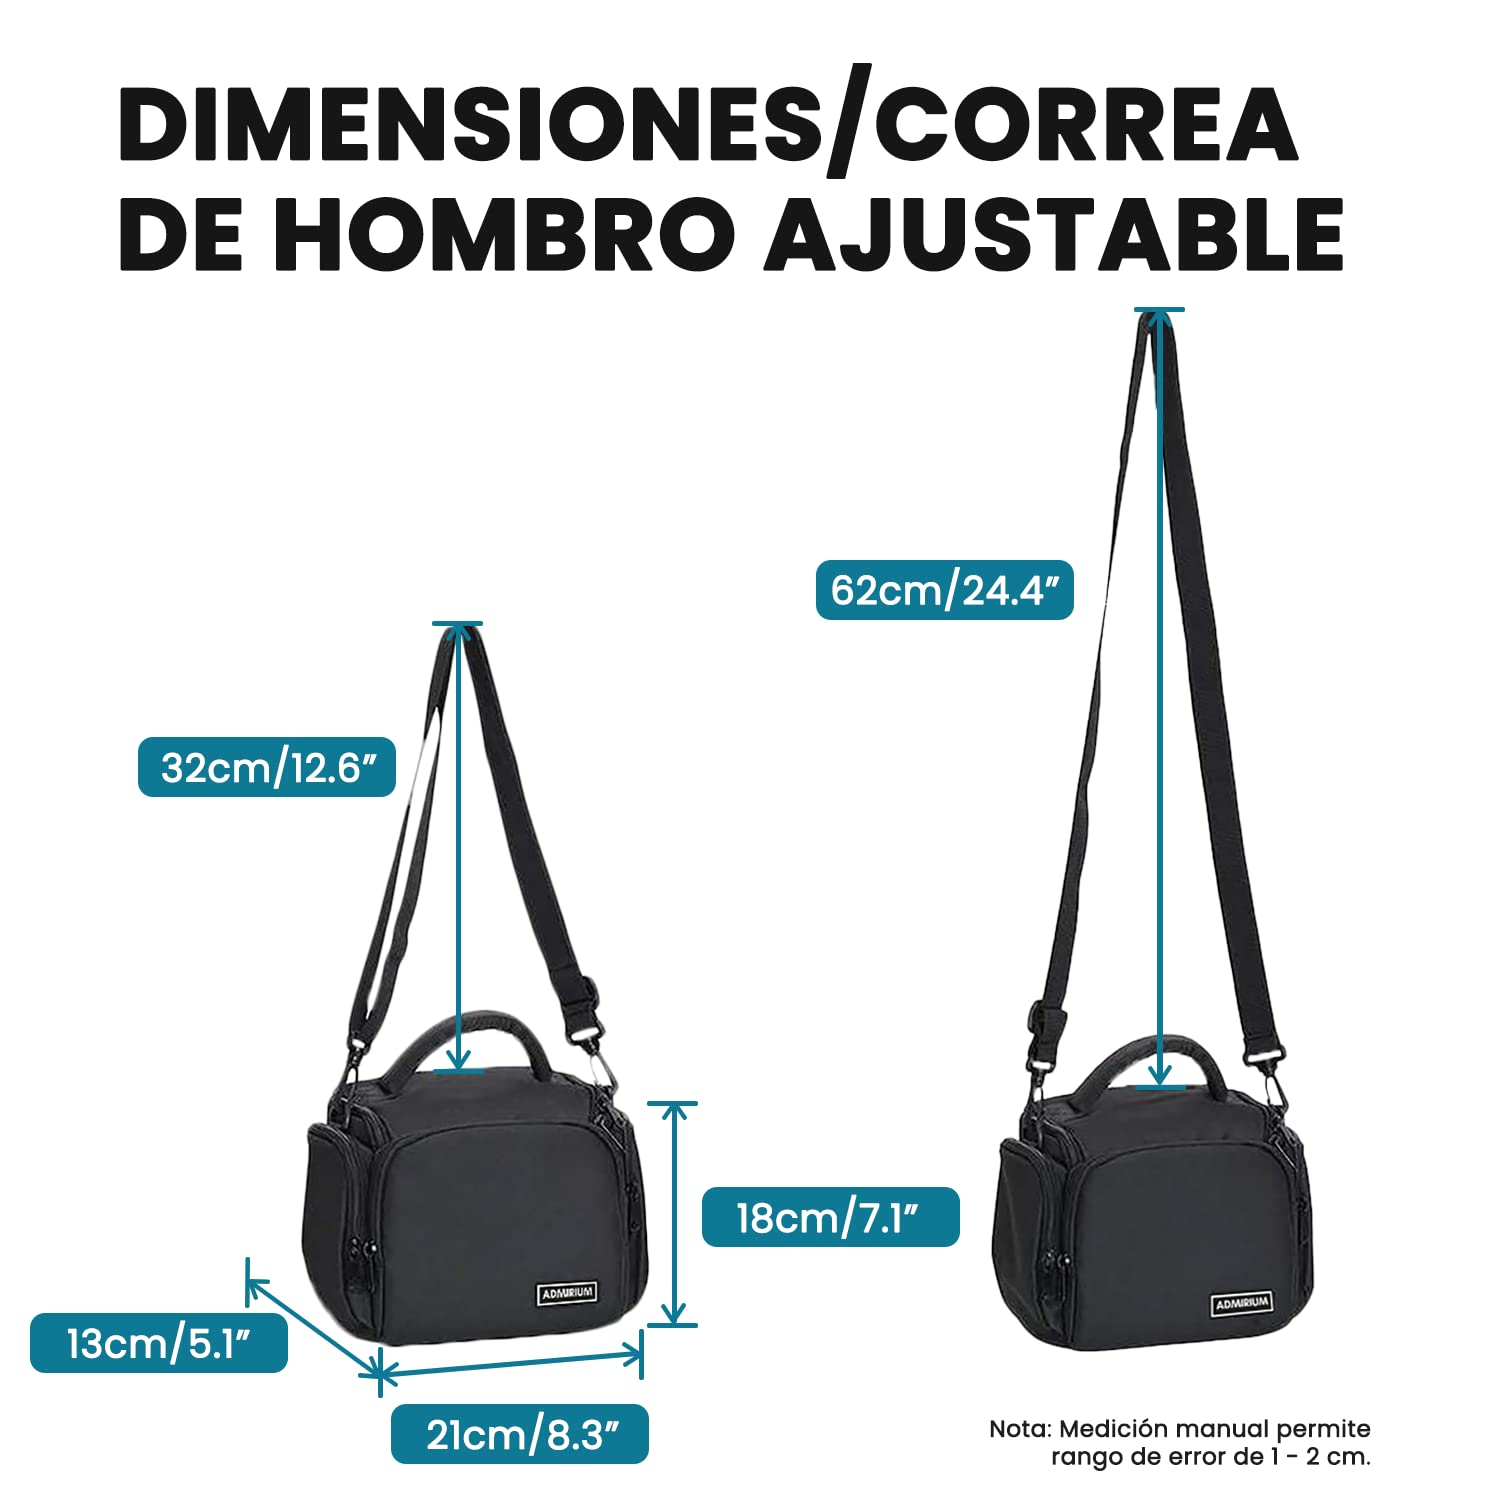 DIMENSIONES/CORREA
DE HOMBRO AJUSTABLE
62cm/24.4”
32cm/12.6”
18cm/7.1”
13cm/5.1”
21cm/8.3”
ADMIRIUM
ADMIRIUM
Nota: Medición manual permite
rango de error de 1 - 2 cm.